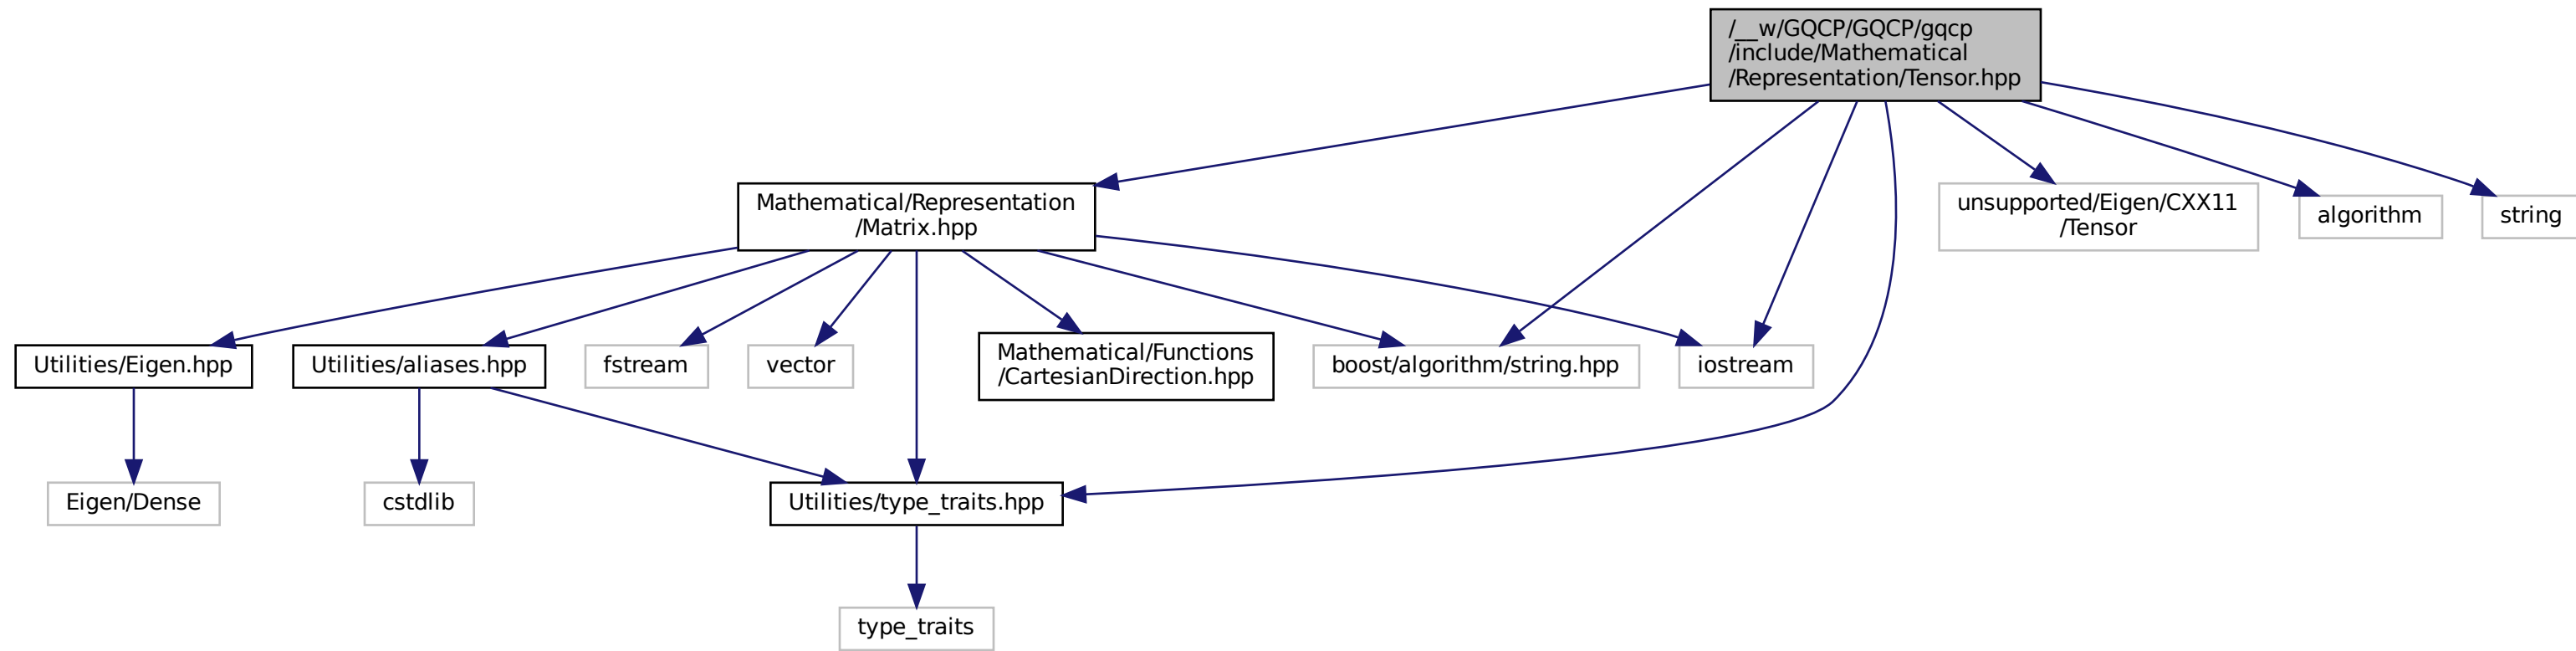 /__w/GQCP/GQCP/gqcp
/include/Mathematical
/Representation/Tensor.hpp
Mathematical/Representation
/Matrix.hpp
unsupported/Eigen/CXX11
/Tensor
algorithm
string
Utilities/Eigen.hpp
Utilities/aliases.hpp
fstream
vector
Mathematical/Functions
/CartesianDirection.hpp
boost/algorithm/string.hpp
iostream
Eigen/Dense
cstdlib
Utilities/type_traits.hpp
type_traits